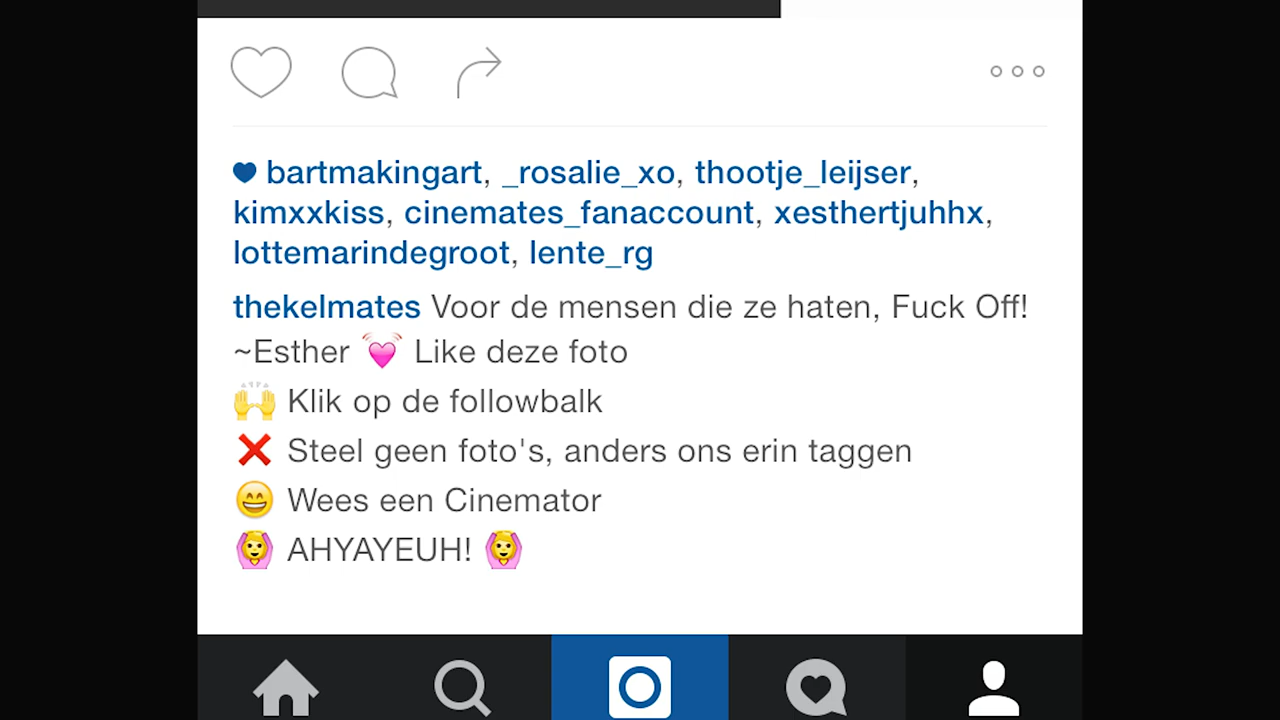 bartmakingart, _rosalie_xo, thootje_leijser,
kimxxkiss, cinemates_fanaccount, xesthertjuhhx,
lottemarindegroot, lente_rg
thekelmates Voor de mensen die ze haten, Fuck Off!
~Esther 💓 Like deze foto
🙌 Klik op de followbalk
❌ Steel geen foto's, anders ons erin taggen
😄 Wees een Cinemator
🙆 AHYAYEUH! 🙆